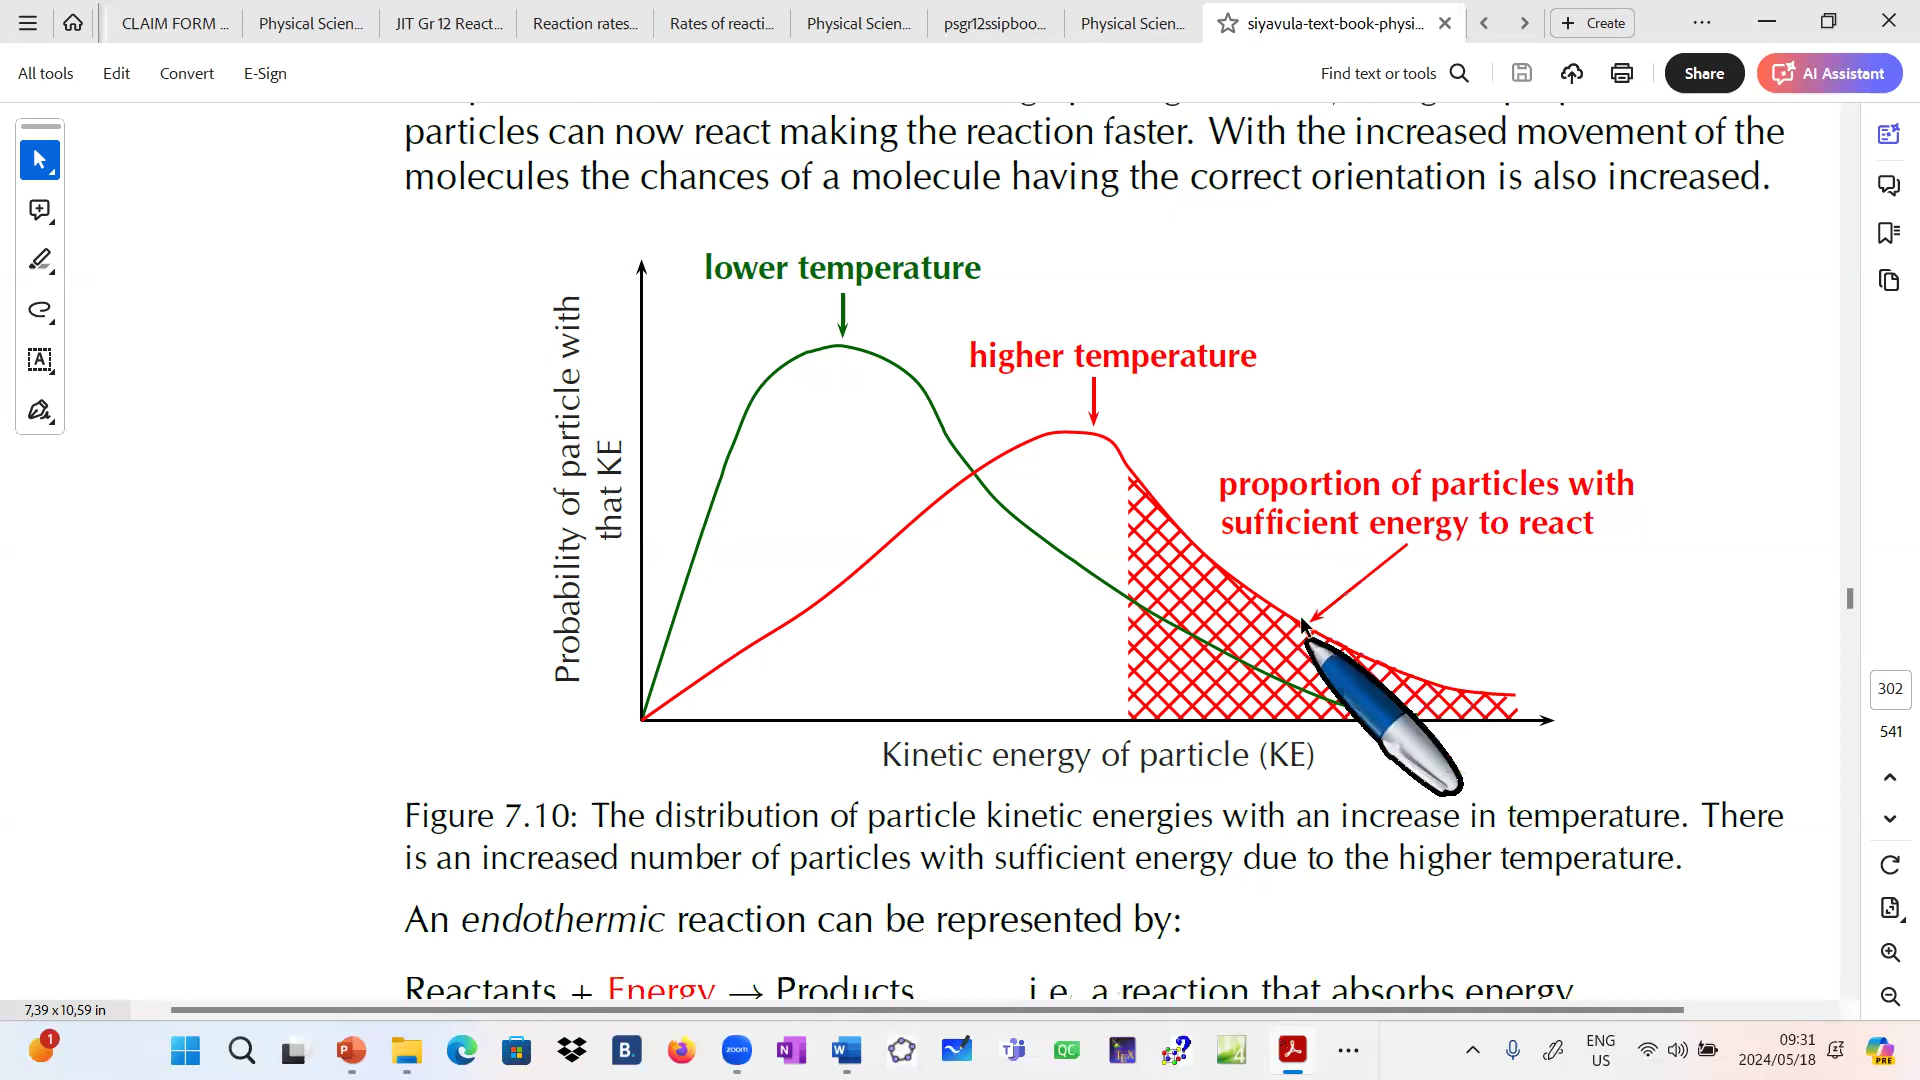 CLAIM FORM ...
Physical Scien...
JIT Gr 12 React...
Reaction rates...
Rates of reacti...
Physical Scien...
psgr12ssipboo...
Physical Scien...
siyavula-text-book-physi...
Create
All tools
Edit
Convert
E-Sign
Find text or tools
Share
AI Assistant
particles can now react making the reaction faster. With the increased movement of the
molecules the chances of a molecule having the correct orientation is also increased.
lower temperature
higher temperature
proportion of particles with
sufficient energy to react
Probability of particle with
that KE
Kinetic energy of particle (KE)
Figure 7.10: The distribution of particle kinetic energies with an increase in temperature. There
is an increased number of particles with sufficient energy due to the higher temperature.
An endothermic reaction can be represented by:
Reactants + Energy → Products i.e. a reaction that absorbs energy
302
541
7,39 x 10,59 in
1
ENG
US
09:31
2024/05/18